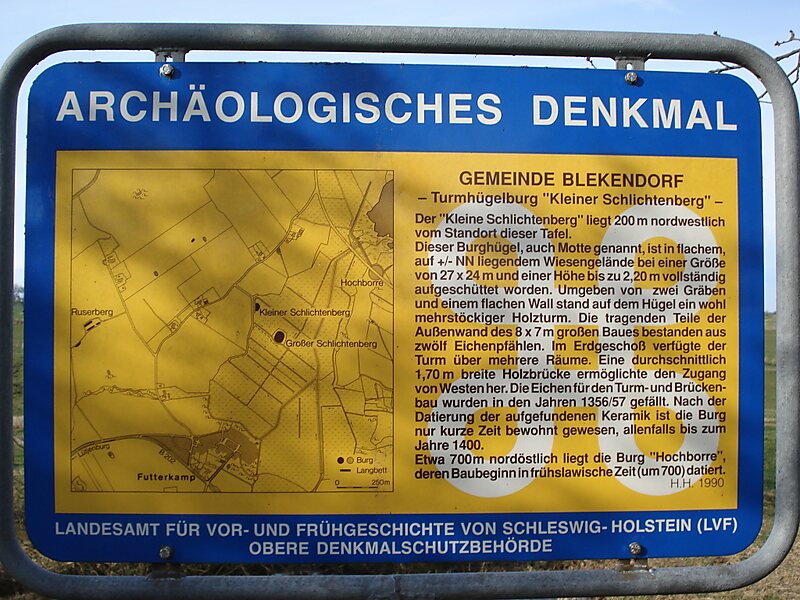 ARCHÄOLOGISCHES DENKMAL
GEMEINDE BLEKENDORF
– Turmhügelburg "Kleiner Schlichtenberg" –
Der "Kleine Schlichtenberg" liegt 200 m nordwestlich
vom Standort dieser Tafel.
Dieser Burghügel, auch Motte genannt, ist in flachem,
auf +/- NN liegendem Wiesengelände bei einer Größe
von 27 x 24 m und einer Höhe bis zu 2,20 m vollständig
aufgeschüttet worden. Umgeben von zwei Gräben
und einem flachen Wall stand auf dem Hügel ein wohl
mehrstöckiger Holzturm. Die tragenden Teile der
Außenwand des 8 x 7 m großen Baues bestanden aus
zwölf Eichenpfählen. Im Erdgeschoß verfügte der
Turm über mehrere Räume. Eine durchschnittlich
1,70 m breite Holzbrücke ermöglichte den Zugang
von Westen her. Die Eichen für den Turm- und Brücken-
bau wurden in den Jahren 1356/57 gefällt. Nach der
Datierung der aufgefundenen Keramik ist die Burg
nur kurze Zeit bewohnt gewesen, allenfalls bis zum
Jahre 1400.
Etwa 700 m nordöstlich liegt die Burg "Hochborre",
deren Baubeginn in frühslawische Zeit (um 700) datiert.
H.H. 1990
Hochborre
Ruserberg
Kleiner Schlichtenberg
Großer Schlichtenberg
Lütjenburg
B 202
Futterkamp
Burg
Langbett
0 250m
LANDESAMT FÜR VOR- UND FRÜHGESCHICHTE VON SCHLESWIG-HOLSTEIN (LVF)
OBERE DENKMALSCHUTZBEHÖRDE